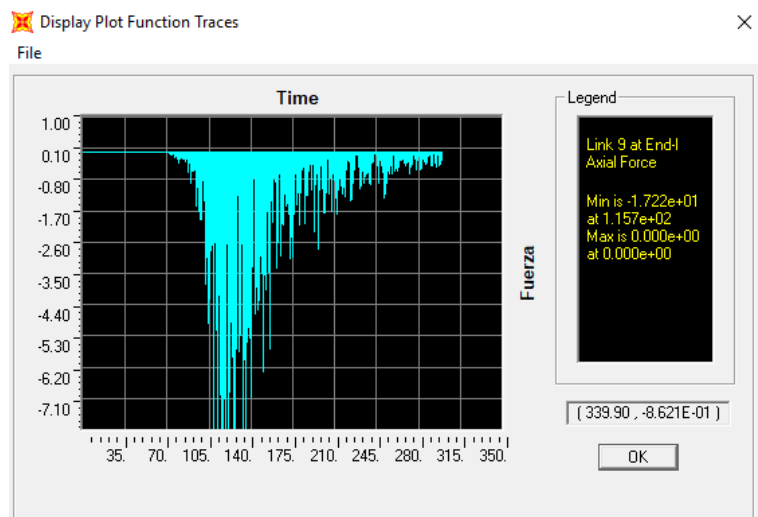 Display Plot Function Traces
File
Time
Legend
1.00
0.10
-0.80
-1.70
-2.60
-3.50
-4.40
-5.30
-6.20
-7.10
35. 70. 105. 140. 175. 210. 245. 280. 315. 350.
Fuerza
Link 9 at End-I
Axial Force
Min is -1.722e+01
at 1.157e+02
Max is 0.000e+00
at 0.000e+00
( 339.90 , -8.621E-01 )
OK